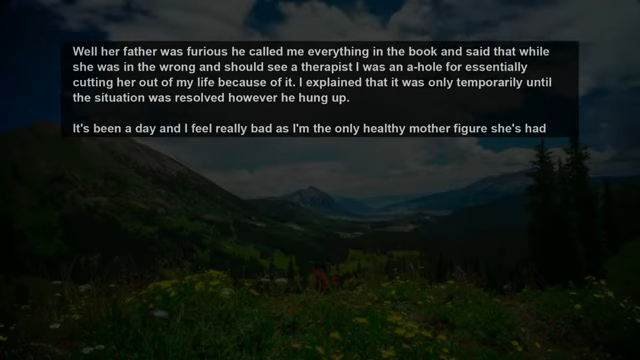 Well her father was furious he called me everything in the book and said that while
she was in the wrong and should see a therapist I was an a-hole for essentially
cutting her out of my life because of it. I explained that it was only temporarily until
the situation was resolved however he hung up.
It's been a day and I feel really bad as I'm the only healthy mother figure she's had